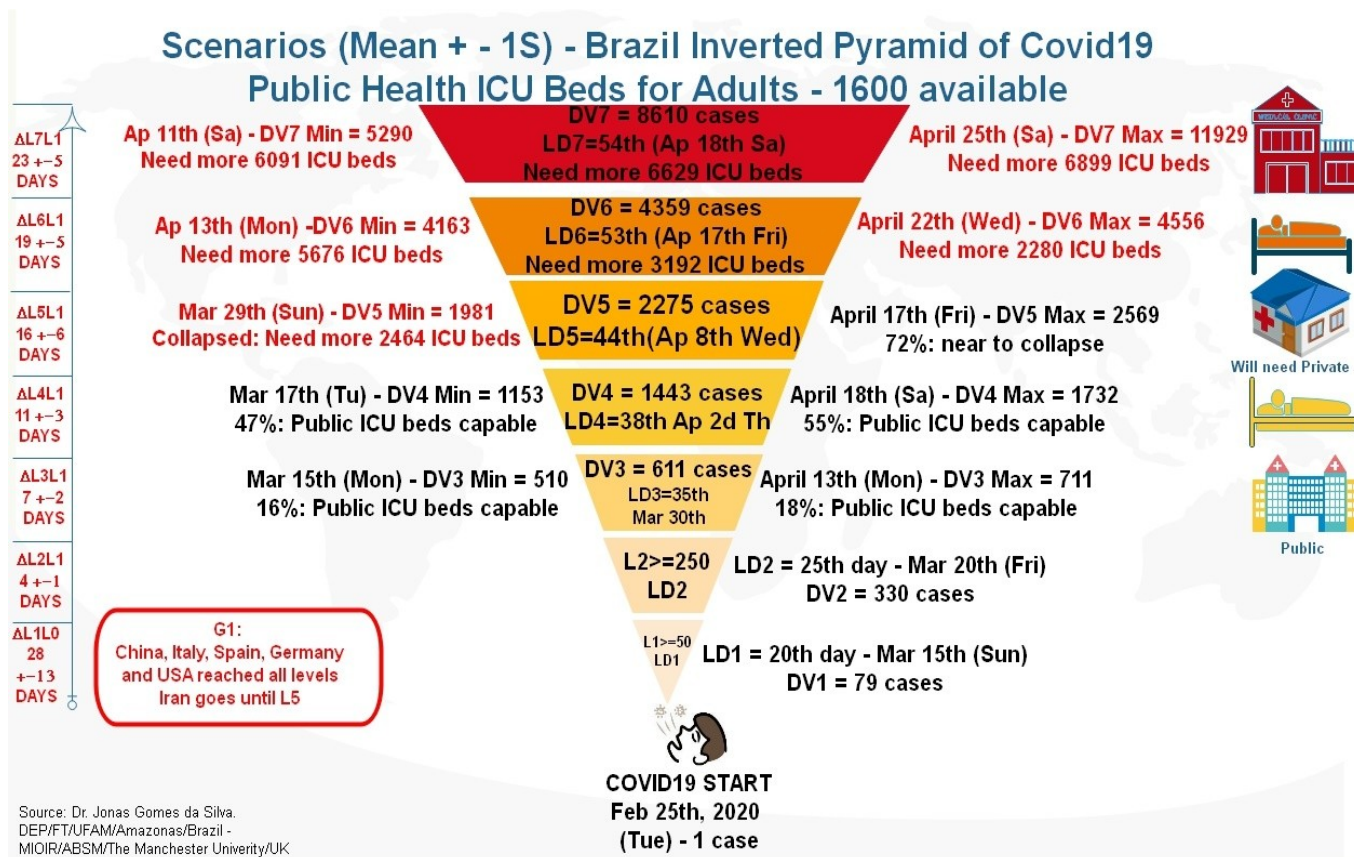 Scenarios (Mean + - 1S) - Brazil Inverted Pyramid of Covid19
Public Health ICU Beds for Adults - 1600 available
ΔL7L1
23 +-5
DAYS
Ap 11th (Sa) - DV7 Min = 5290
Need more 6091 ICU beds
DV7 = 8610 cases
LD7=54th (Ap 18th Sa)
Need more 6629 ICU beds
April 25th (Sa) - DV7 Max = 11929
Need more 6899 ICU beds
MEDICAL CLINIC
ΔL6L1
19 +-5
DAYS
Ap 13th (Mon) -DV6 Min = 4163
Need more 5676 ICU beds
DV6 = 4359 cases
LD6=53th (Ap 17th Fri)
Need more 3192 ICU beds
April 22th (Wed) - DV6 Max = 4556
Need more 2280 ICU beds
ΔL5L1
16 +-6
DAYS
Mar 29th (Sun) - DV5 Min = 1981
Collapsed: Need more 2464 ICU beds
DV5 = 2275 cases
LD5=44th(Ap 8th Wed)
April 17th (Fri) - DV5 Max = 2569
72%: near to collapse
Will need Private
ΔL4L1
11 +-3
DAYS
Mar 17th (Tu) - DV4 Min = 1153
47%: Public ICU beds capable
DV4 = 1443 cases
LD4=38th Ap 2d Th
April 18th (Sa) - DV4 Max = 1732
55%: Public ICU beds capable
ΔL3L1
7 +-2
DAYS
Mar 15th (Mon) - DV3 Min = 510
16%: Public ICU beds capable
DV3 = 611 cases
LD3=35th
Mar 30th
April 13th (Mon) - DV3 Max = 711
18%: Public ICU beds capable
Public
ΔL2L1
4 +-1
DAYS
L2>=250
LD2
LD2 = 25th day - Mar 20th (Fri)
DV2 = 330 cases
ΔL1L0
28
+-13
DAYS
G1:
China, Italy, Spain, Germany
and USA reached all levels
Iran goes until L5
L1>=50
LD1
LD1 = 20th day - Mar 15th (Sun)
DV1 = 79 cases
COVID19 START
Feb 25th, 2020
(Tue) - 1 case
Source: Dr. Jonas Gomes da Silva.
DEP/FT/UFAM/Amazonas/Brazil -
MIOIR/ABSM/The Manchester Univerity/UK